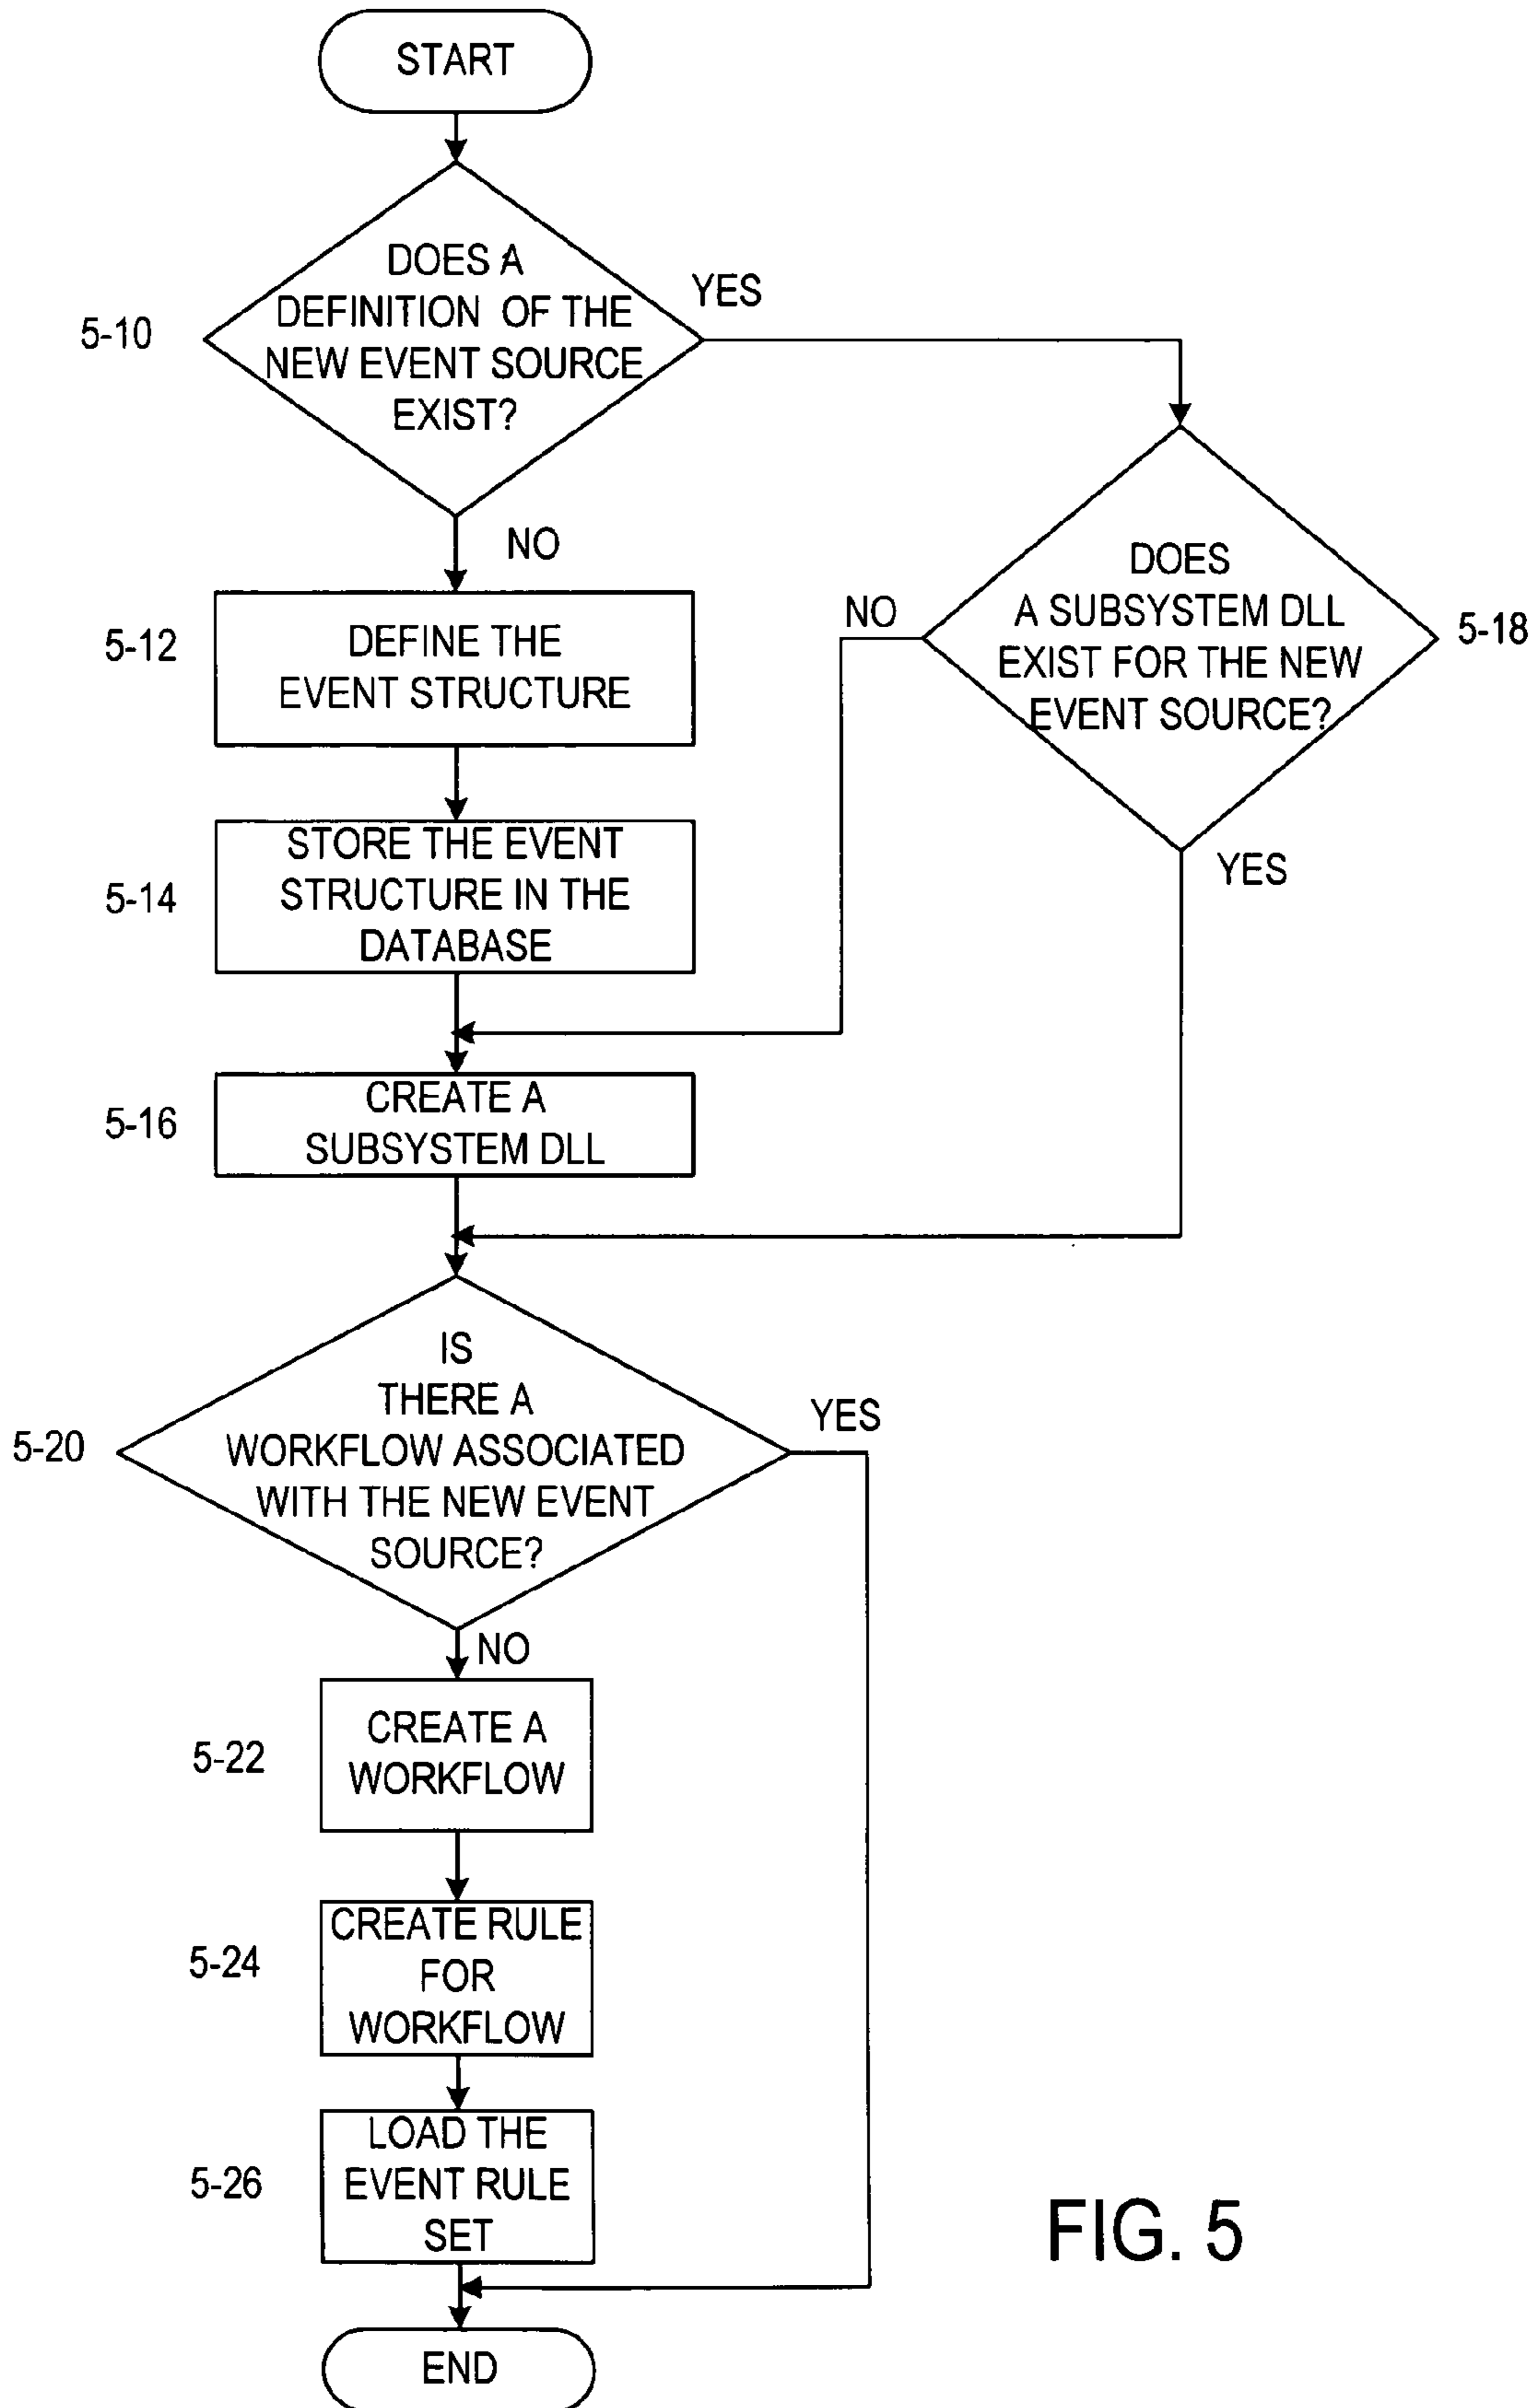 START
DOES A
DEFINITION OF THE
NEW EVENT SOURCE
EXIST?
YES
5-10
NO
DOES
A SUBSYSTEM DLL
EXIST FOR THE NEW
EVENT SOURCE?
NO
5-18
YES
5-12
DEFINE THE
EVENT STRUCTURE
5-14
STORE THE EVENT
STRUCTURE IN THE
DATABASE
5-16
CREATE A
SUBSYSTEM DLL
5-20
IS
THERE A
WORKFLOW ASSOCIATED
WITH THE NEW EVENT
SOURCE?
YES
NO
5-22
CREATE A
WORKFLOW
5-24
CREATE RULE
FOR
WORKFLOW
5-26
LOAD THE
EVENT RULE
SET
END
FIG. 5